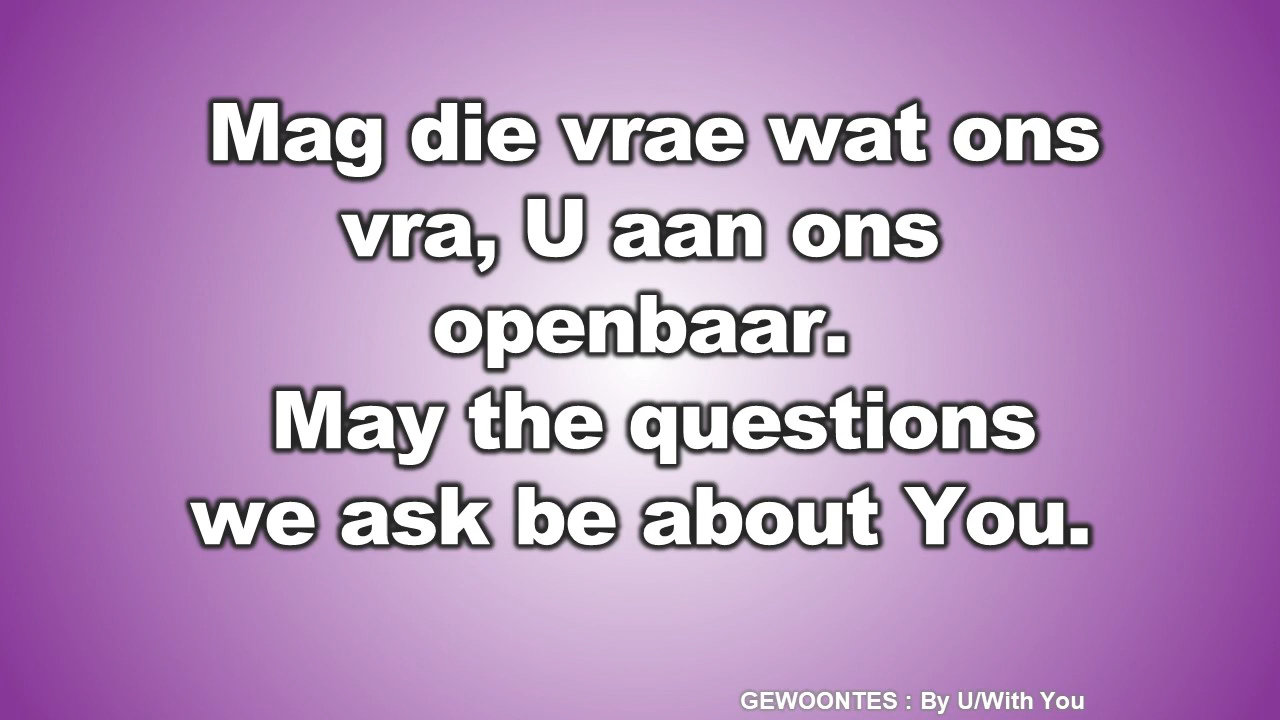 Mag die vrae wat ons
vra, U aan ons
openbaar.
May the questions
we ask be about You.
GEWOONTES : By U/With You